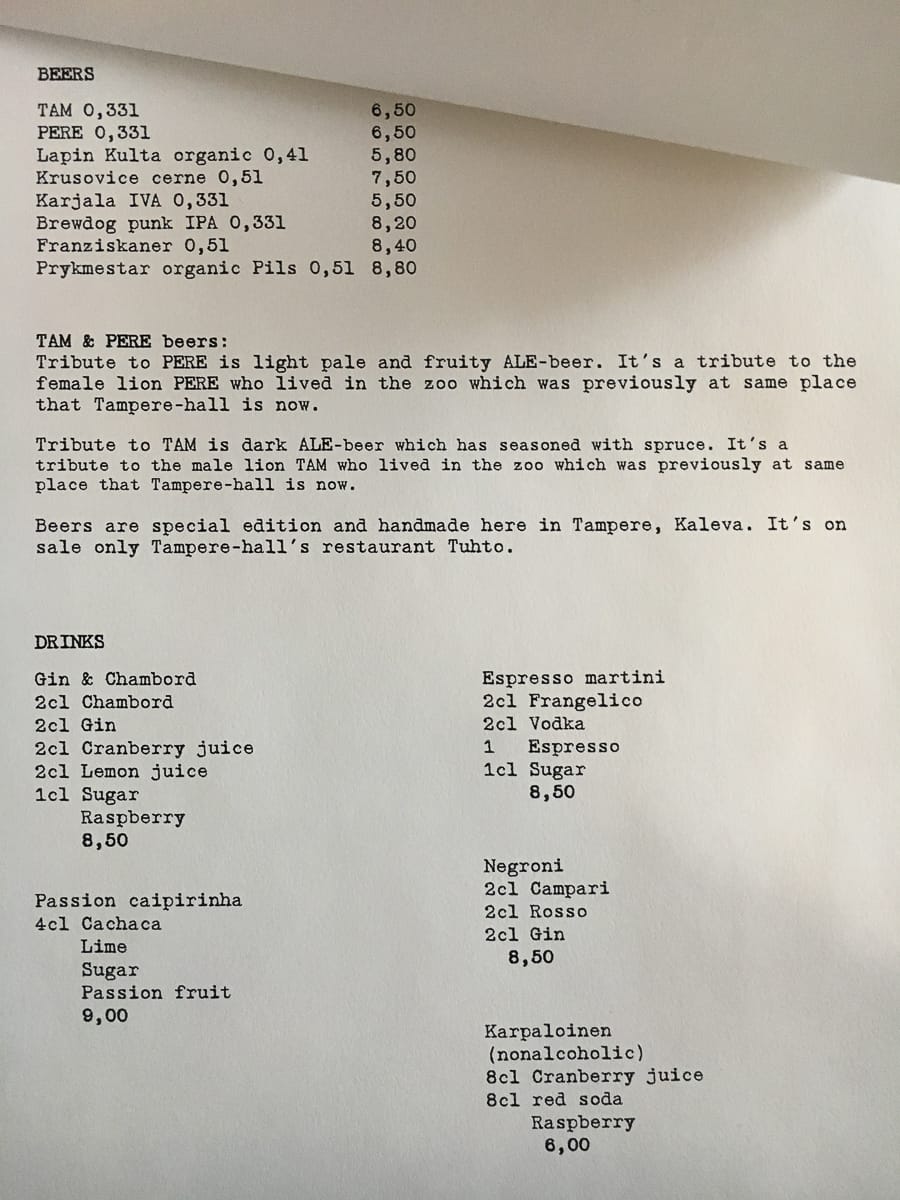 BEERS
TAM 0,33l 6,50
PERE 0,33l 6,50
Lapin Kulta organic 0,4l 5,80
Krusovice cerne 0,5l 7,50
Karjala IVA 0,33l 5,50
Brewdog punk IPA 0,33l 8,20
Franziskaner 0,5l 8,40
Prykmestar organic Pils 0,5l 8,80
TAM & PERE beers:
Tribute to PERE is light pale and fruity ALE-beer. It's a tribute to the
female lion PERE who lived in the zoo which was previously at same place
that Tampere-hall is now.
Tribute to TAM is dark ALE-beer which has seasoned with spruce. It's a
tribute to the male lion TAM who lived in the zoo which was previously at same
place that Tampere-hall is now.
Beers are special edition and handmade here in Tampere, Kaleva. It's on
sale only Tampere-hall's restaurant Tuhto.
DRINKS
Gin & Chambord
2cl Chambord
2cl Gin
2cl Cranberry juice
2cl Lemon juice
1cl Sugar
Raspberry
8,50
Passion caipirinha
4cl Cachaca
Lime
Sugar
Passion fruit
9,00
Espresso martini
2cl Frangelico
2cl Vodka
1 Espresso
1cl Sugar
8,50
Negroni
2cl Campari
2cl Rosso
2cl Gin
8,50
Karpaloinen
(nonalcoholic)
8cl Cranberry juice
8cl red soda
Raspberry
6,00